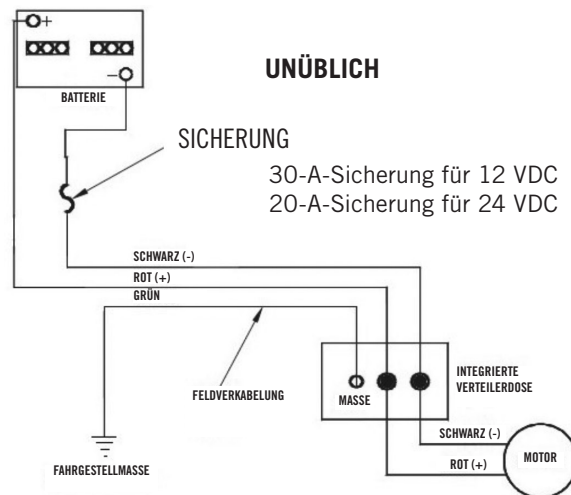 +
UNÜBLICH
–
BATTERIE
SICHERUNG
30-A-Sicherung für 12 VDC
20-A-Sicherung für 24 VDC
SCHWARZ (-)
ROT (+)
GRÜN
FELDVERKABELUNG
MASSE
INTEGRIERTE
VERTEILERDOSE
SCHWARZ (-)
ROT (+)
MOTOR
FAHRGESTELLMASSE